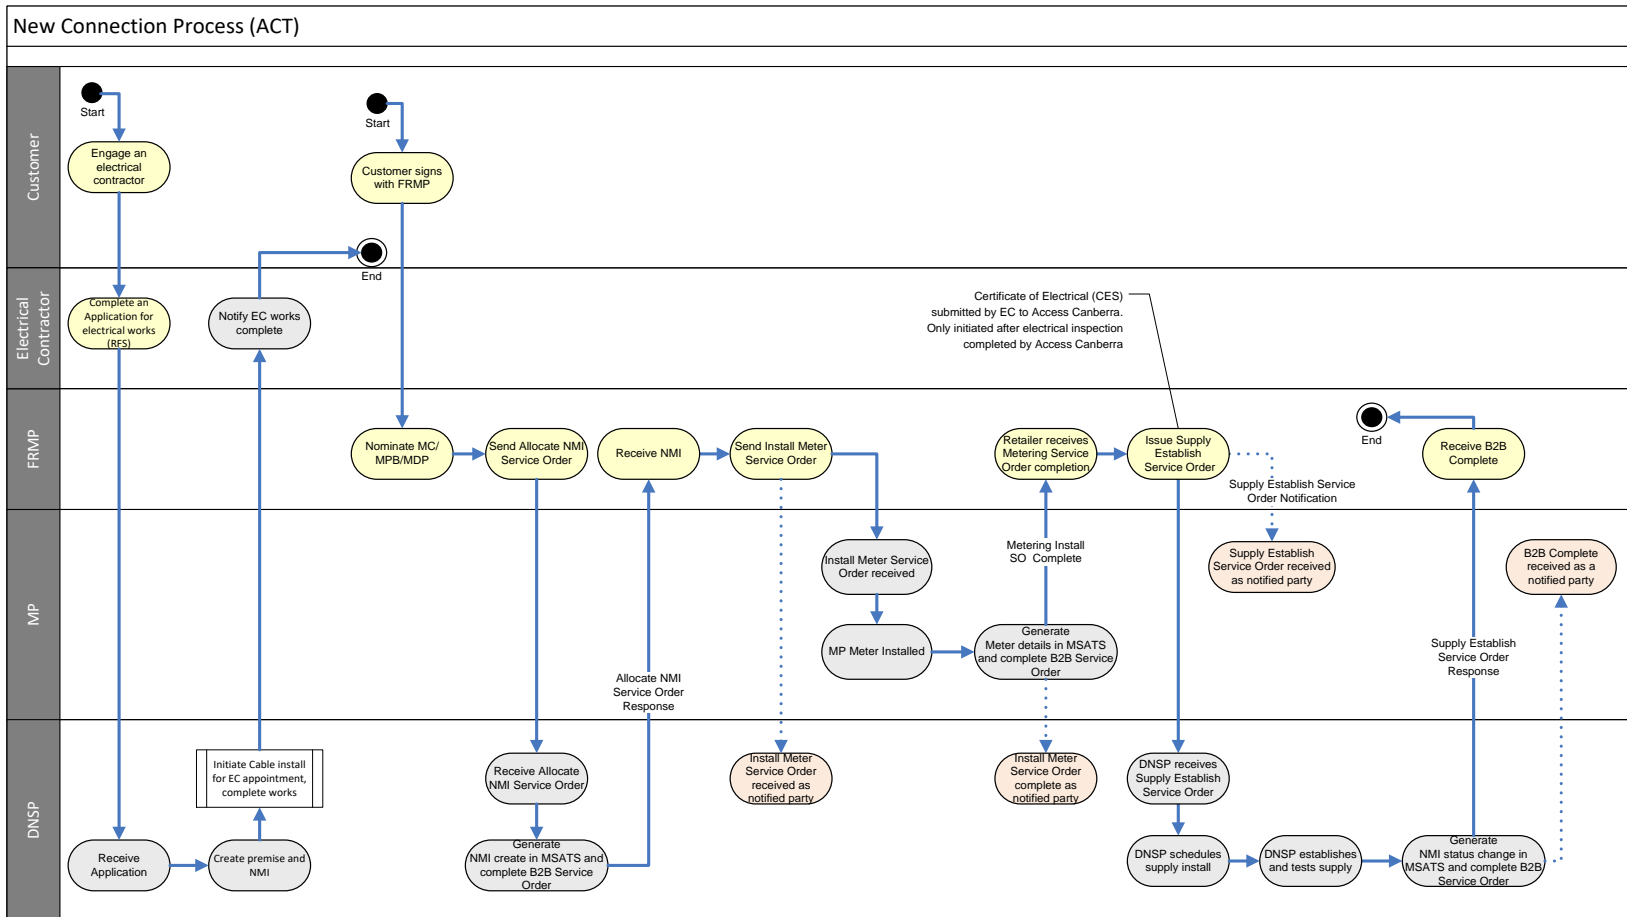 New Connection Process (ACT)
Customer
Start
Engage an
electrical
contractor
Start
Customer signs
with FRMP
End
Electrical
Contractor
Complete an
Application for
electrical works
(RFS)
Notify EC works
complete
Certificate of Electrical (CES)
submitted by EC to Access Canberra.
Only initiated after electrical inspection
completed by Access Canberra
FRMP
Nominate MC/
MPB/MDP
Send Allocate NMI
Service Order
Receive NMI
Send Install Meter
Service Order
Retailer receives
Metering Service
Order completion
Issue Supply
Establish
Service Order
Supply Establish Service
Order Notification
End
Receive B2B
Complete
MP
Install Meter Service
Order received
MP Meter Installed
Metering Install
SO  Complete
Generate
Meter details in MSATS
and complete B2B Service
Order
Supply Establish
Service Order received
as notified party
B2B Complete
received as a
notified party
Allocate NMI
Service Order
Response
Supply Establish
Service Order
Response
DNSP
Initiate Cable install
for EC appointment,
complete works
Receive
Application
Create premise and
NMI
Receive Allocate
NMI Service Order
Generate
NMI create in MSATS and
complete B2B Service
Order
Install Meter
Service Order
received as
notified party
Install Meter
Service Order
complete as
notified party
DNSP receives
Supply Establish
Service Order
DNSP schedules
supply install
DNSP establishes
and tests supply
Generate
NMI status change in
MSATS and complete B2B
Service Order